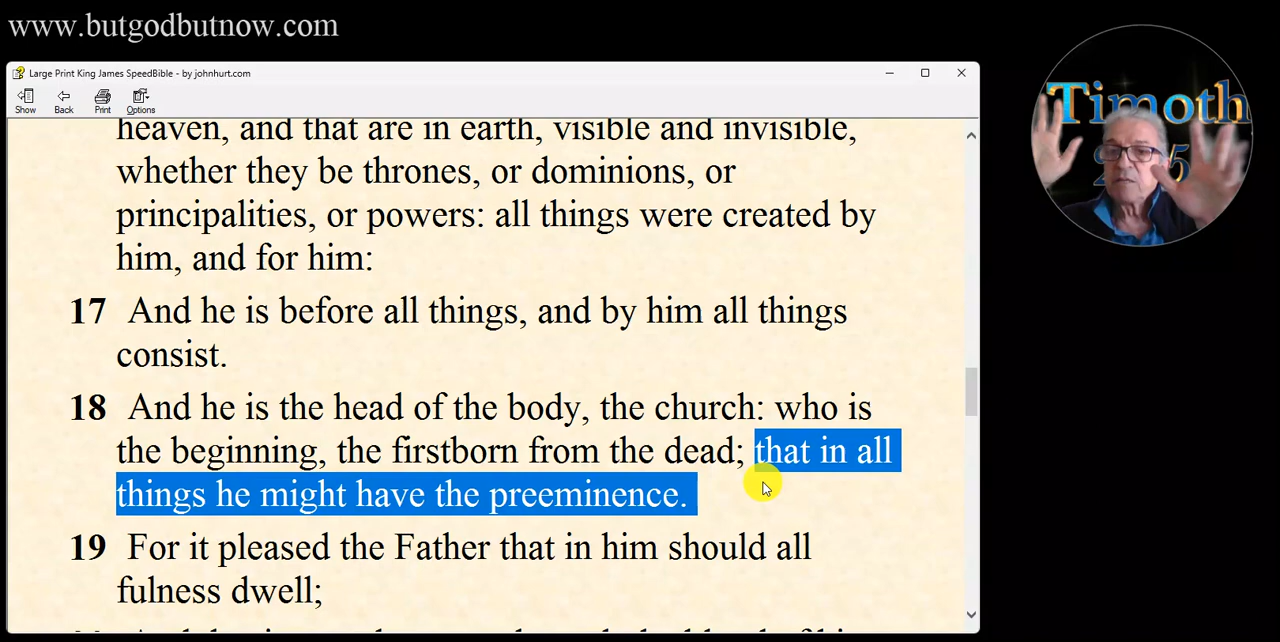 www.butgodbutnow.com
Large Print King James SpeedBible - by johnhurt.com
Show Back Print Options
heaven, and that are in earth, visible and invisible,
whether they be thrones, or dominions, or
principalities, or powers: all things were created by
him, and for him:
17 And he is before all things, and by him all things
consist.
18 And he is the head of the body, the church: who is
the beginning, the firstborn from the dead; that in all
things he might have the preeminence.
19 For it pleased the Father that in him should all
fulness dwell;
Timoth